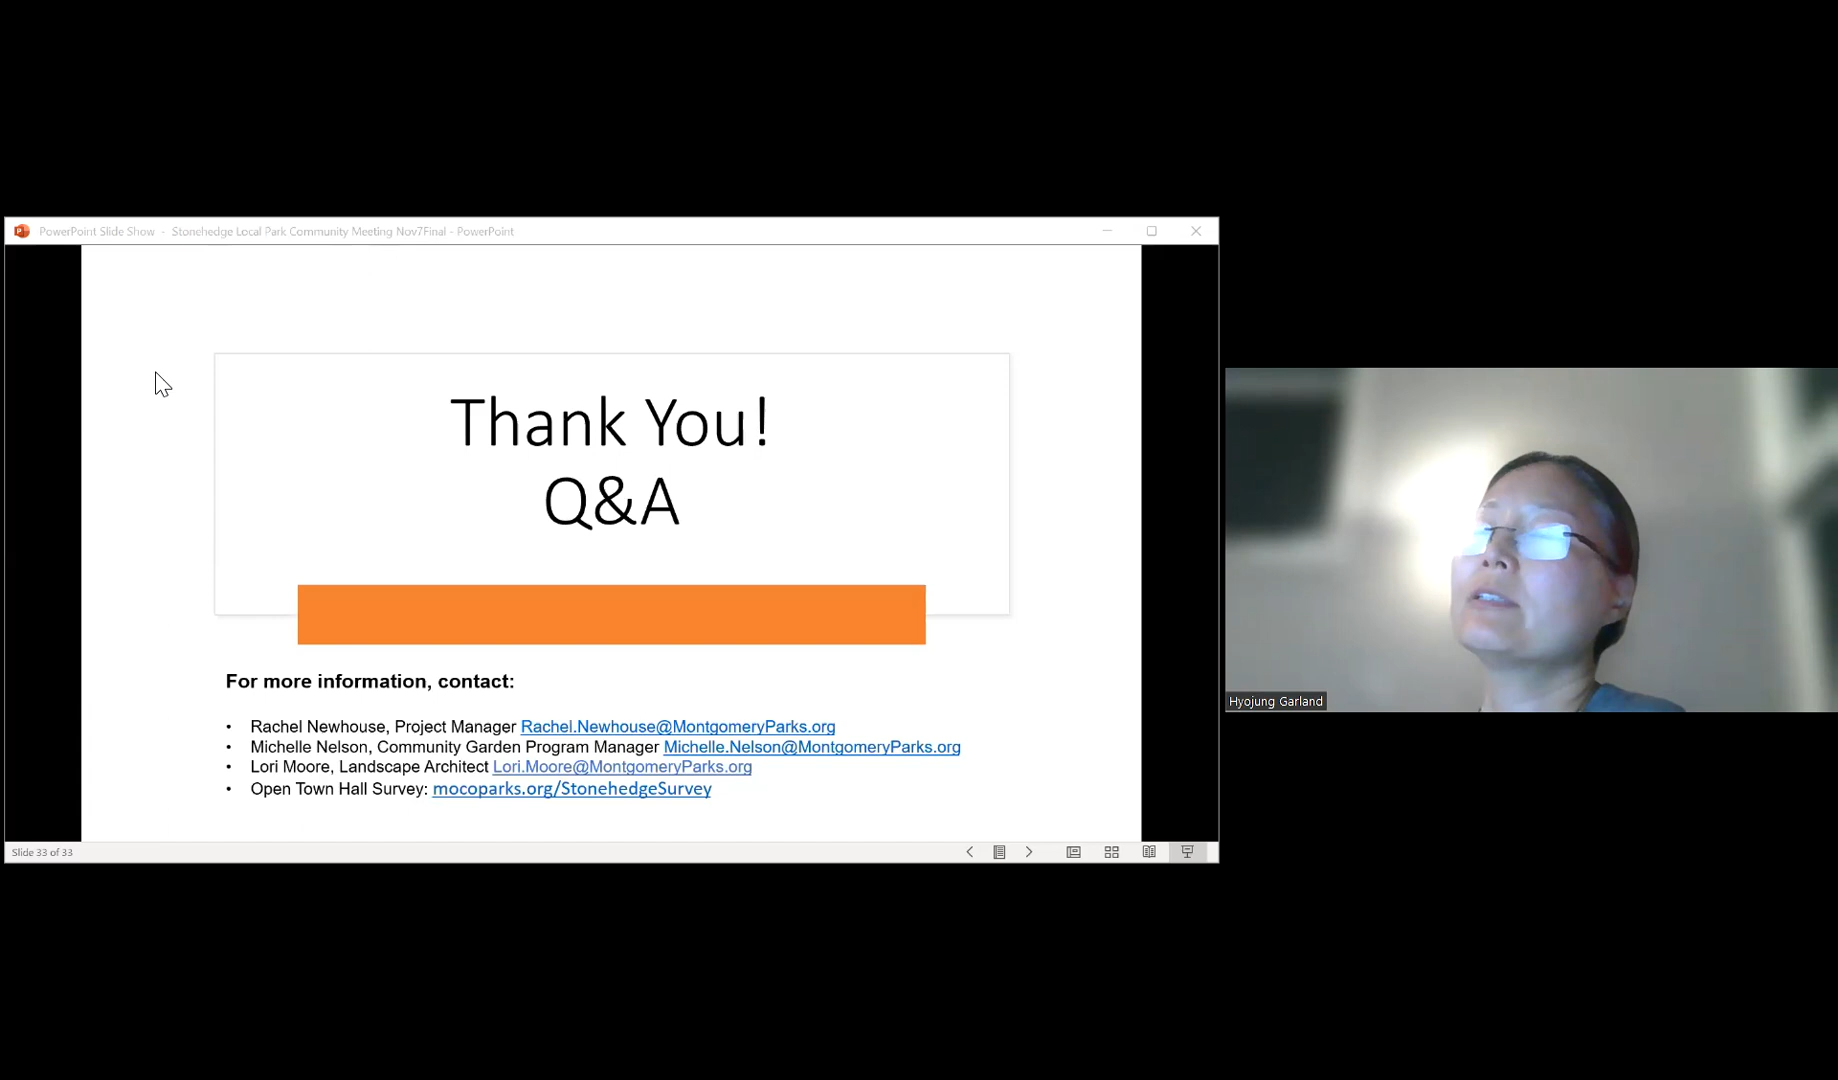 PowerPoint Slide Show - Stonehedge Local Park Community Meeting Nov7Final - PowerPoint
Thank You!
Q&A
For more information, contact:
• Rachel Newhouse, Project Manager Rachel.Newhouse@MontgomeryParks.org
• Michelle Nelson, Community Garden Program Manager Michelle.Nelson@MontgomeryParks.org
• Lori Moore, Landscape Architect Lori.Moore@MontgomeryParks.org
• Open Town Hall Survey: mocoparks.org/StonehedgeSurvey
Slide 33 of 33
Hyojung Garland